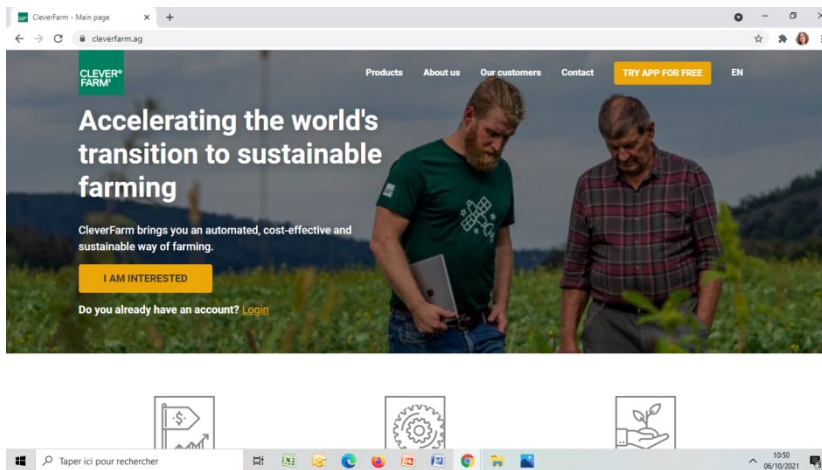 CleverFarm - Main page
cleverfarm.ag
CLEVER°
FARM'
Products About us Our customers Contact TRY APP FOR FREE EN
Accelerating the world's
transition to sustainable
farming
CleverFarm brings you an automated, cost-effective and
sustainable way of farming.
I AM INTERESTED
Do you already have an account? Login
$
Taper ici pour rechercher
10:50
06/10/2021